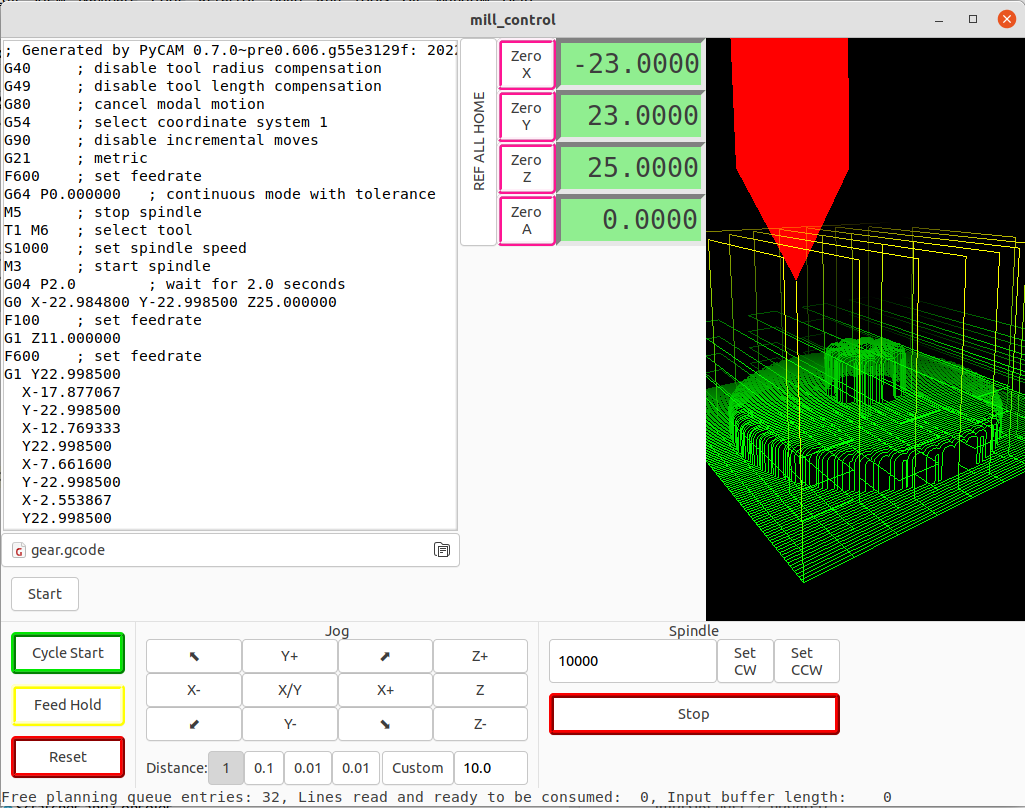 mill_control
; Generated by PyCAM 0.7.0~pre0.606.g55e3129f: 2022
G40     ; disable tool radius compensation
G49     ; disable tool length compensation
G80     ; cancel modal motion
G54     ; select coordinate system 1
G90     ; disable incremental moves
G21     ; metric
F600    ; set feedrate
G64 P0.000000   ; continuous mode with tolerance
M5      ; stop spindle
T1 M6   ; select tool
S1000   ; set spindle speed
M3      ; start spindle
G04 P2.0        ; wait for 2.0 seconds
G0 X-22.984800 Y-22.998500 Z25.000000
F100    ; set feedrate
G1 Z11.000000
F600    ; set feedrate
G1 Y22.998500
  X-17.877067
  Y-22.998500
  X-12.769333
  Y22.998500
  X-7.661600
  Y-22.998500
  X-2.553867
  Y22.998500
REF ALL HOME
Zero X -23.0000
Zero Y 23.0000
Zero Z 25.0000
Zero A 0.0000
gear.gcode
Start
Cycle Start
Feed Hold
Reset
Jog
⬉ Y+ ⬈ Z+
X- X/Y X+ Z
⬋ Y- ⬊ Z-
Distance: 1 0.1 0.01 0.01 Custom 10.0
Spindle
10000 Set CW Set CCW
Stop
Free planning queue entries: 32, Lines read and ready to be consumed:  0, Input buffer length:   0